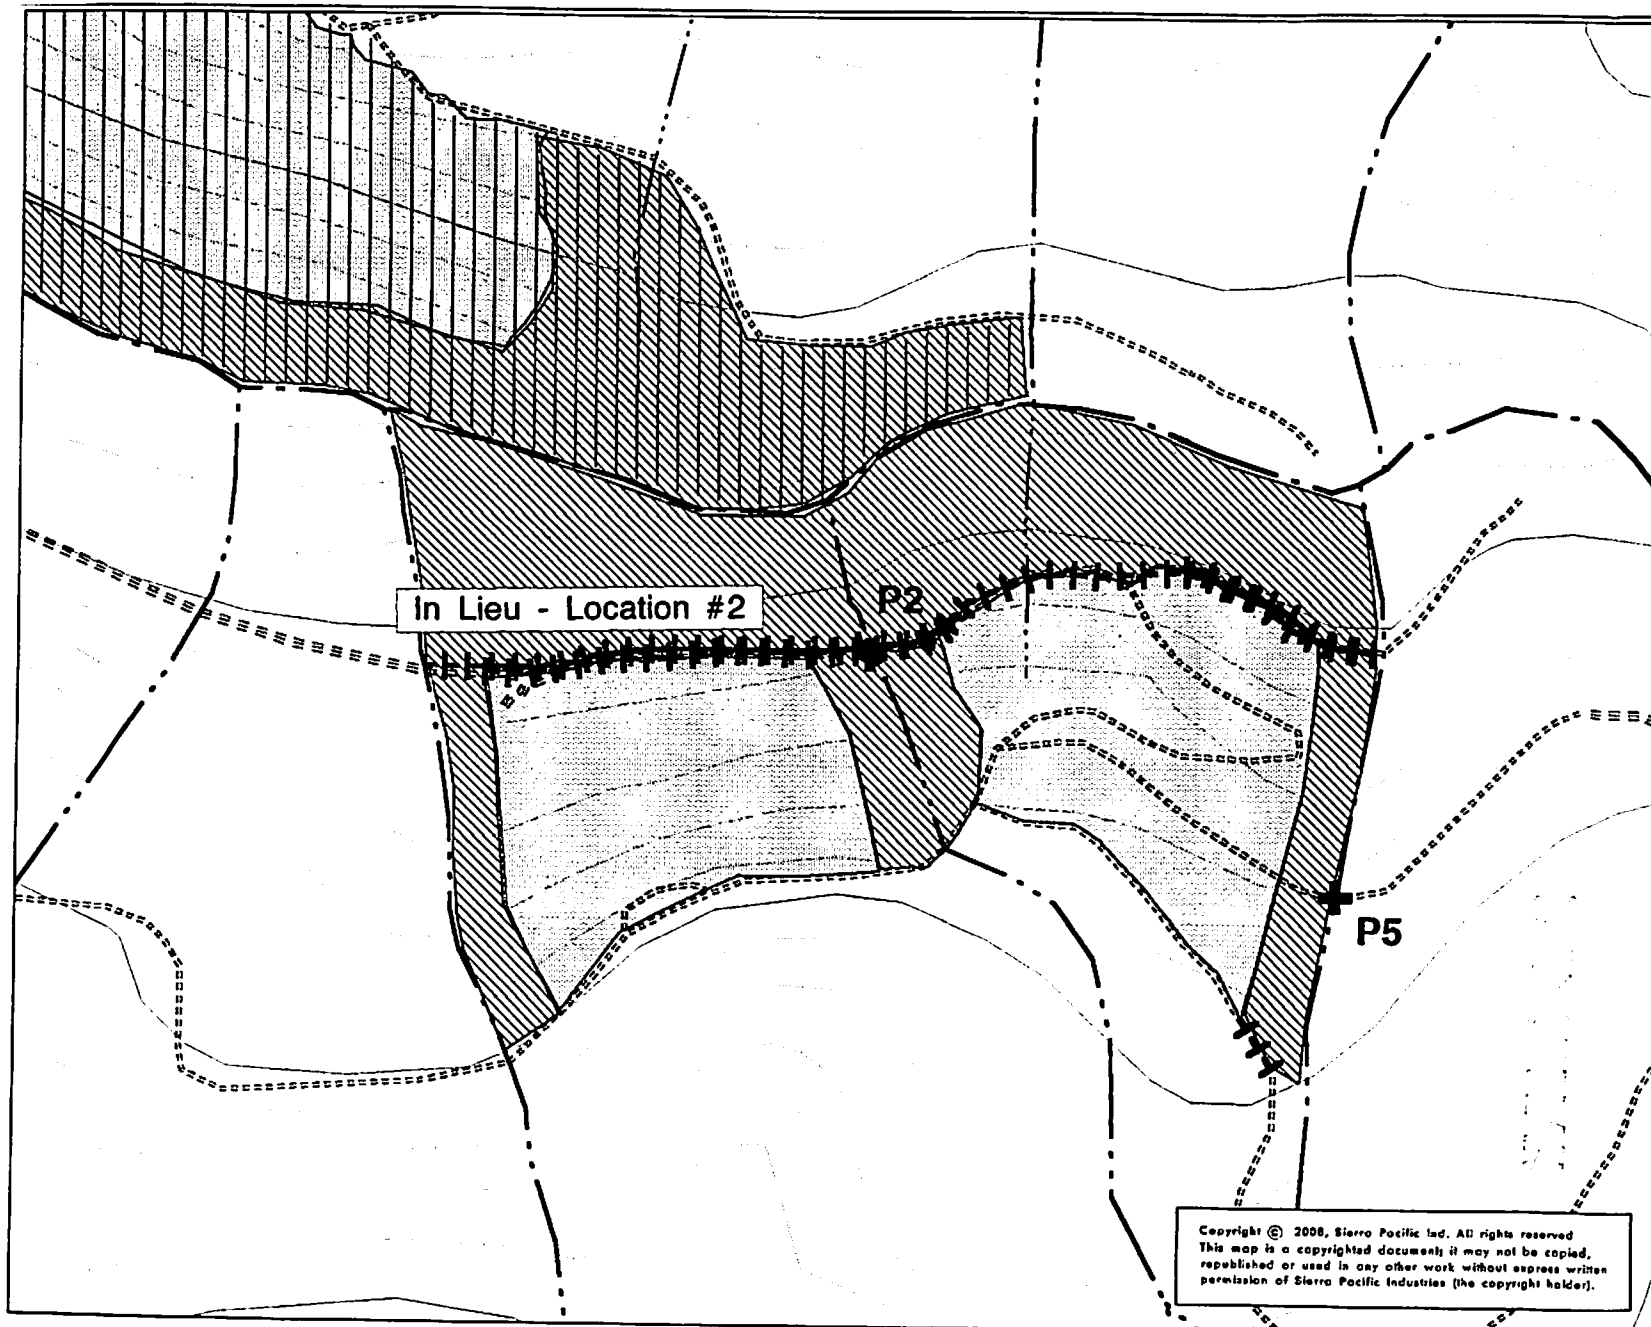 In Lieu - Location #2
P2
P5
Copyright © 2008, Sierra Pacific Ind. All rights reserved
This map is a copyrighted document; it may not be copied,
republished or used in any other work without express written
permission of Sierra Pacific Industries (the copyright holder).